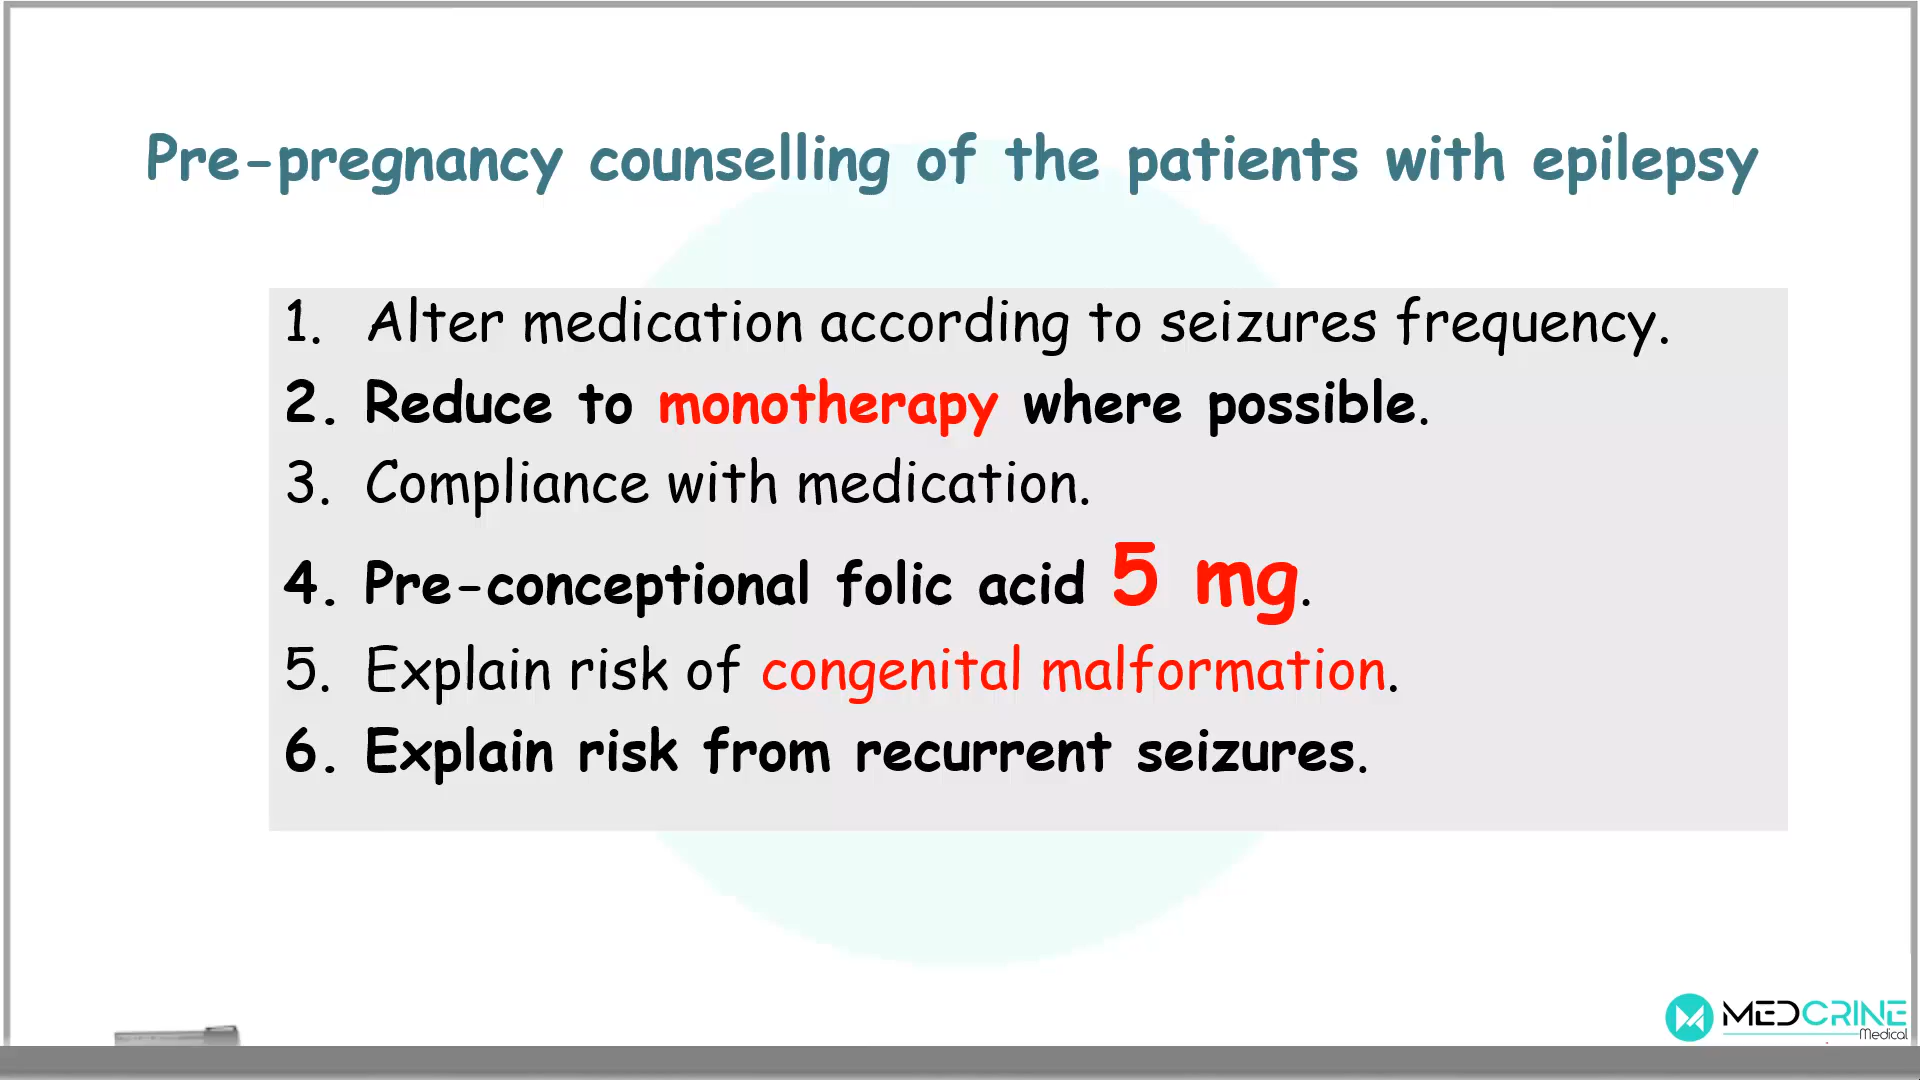 Pre-pregnancy counselling of the patients with epilepsy
1. Alter medication according to seizures frequency.
2. Reduce to monotherapy where possible.
3. Compliance with medication.
4. Pre-conceptional folic acid 5 mg.
5. Explain risk of congenital malformation.
6. Explain risk from recurrent seizures.
MEDCRINE
Medical